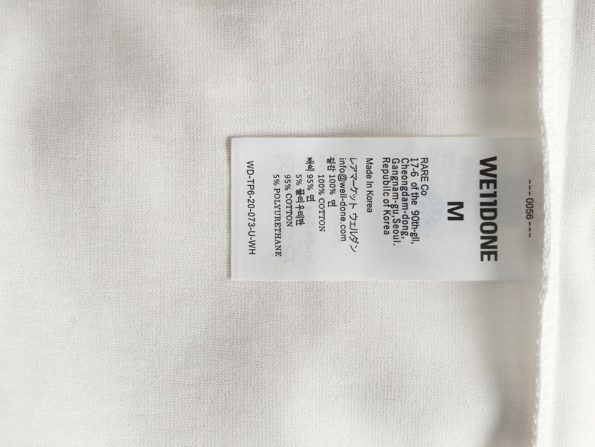 --- 0056 ---
WE11DONE
M
RARE Co
17-6 of the 90th-gil,
Cheongdam-dong,
Gangnam-gu,Seoul.
Republic of Korea
Made In Korea
レアマーケット ウェルダン
info@well-done.com
겉감 100% 면
100% COTTON
배색 95% 면
5% 폴리우레탄
95% COTTON
5% POLYURETHANE
WD-TP6-20-073-U-WH